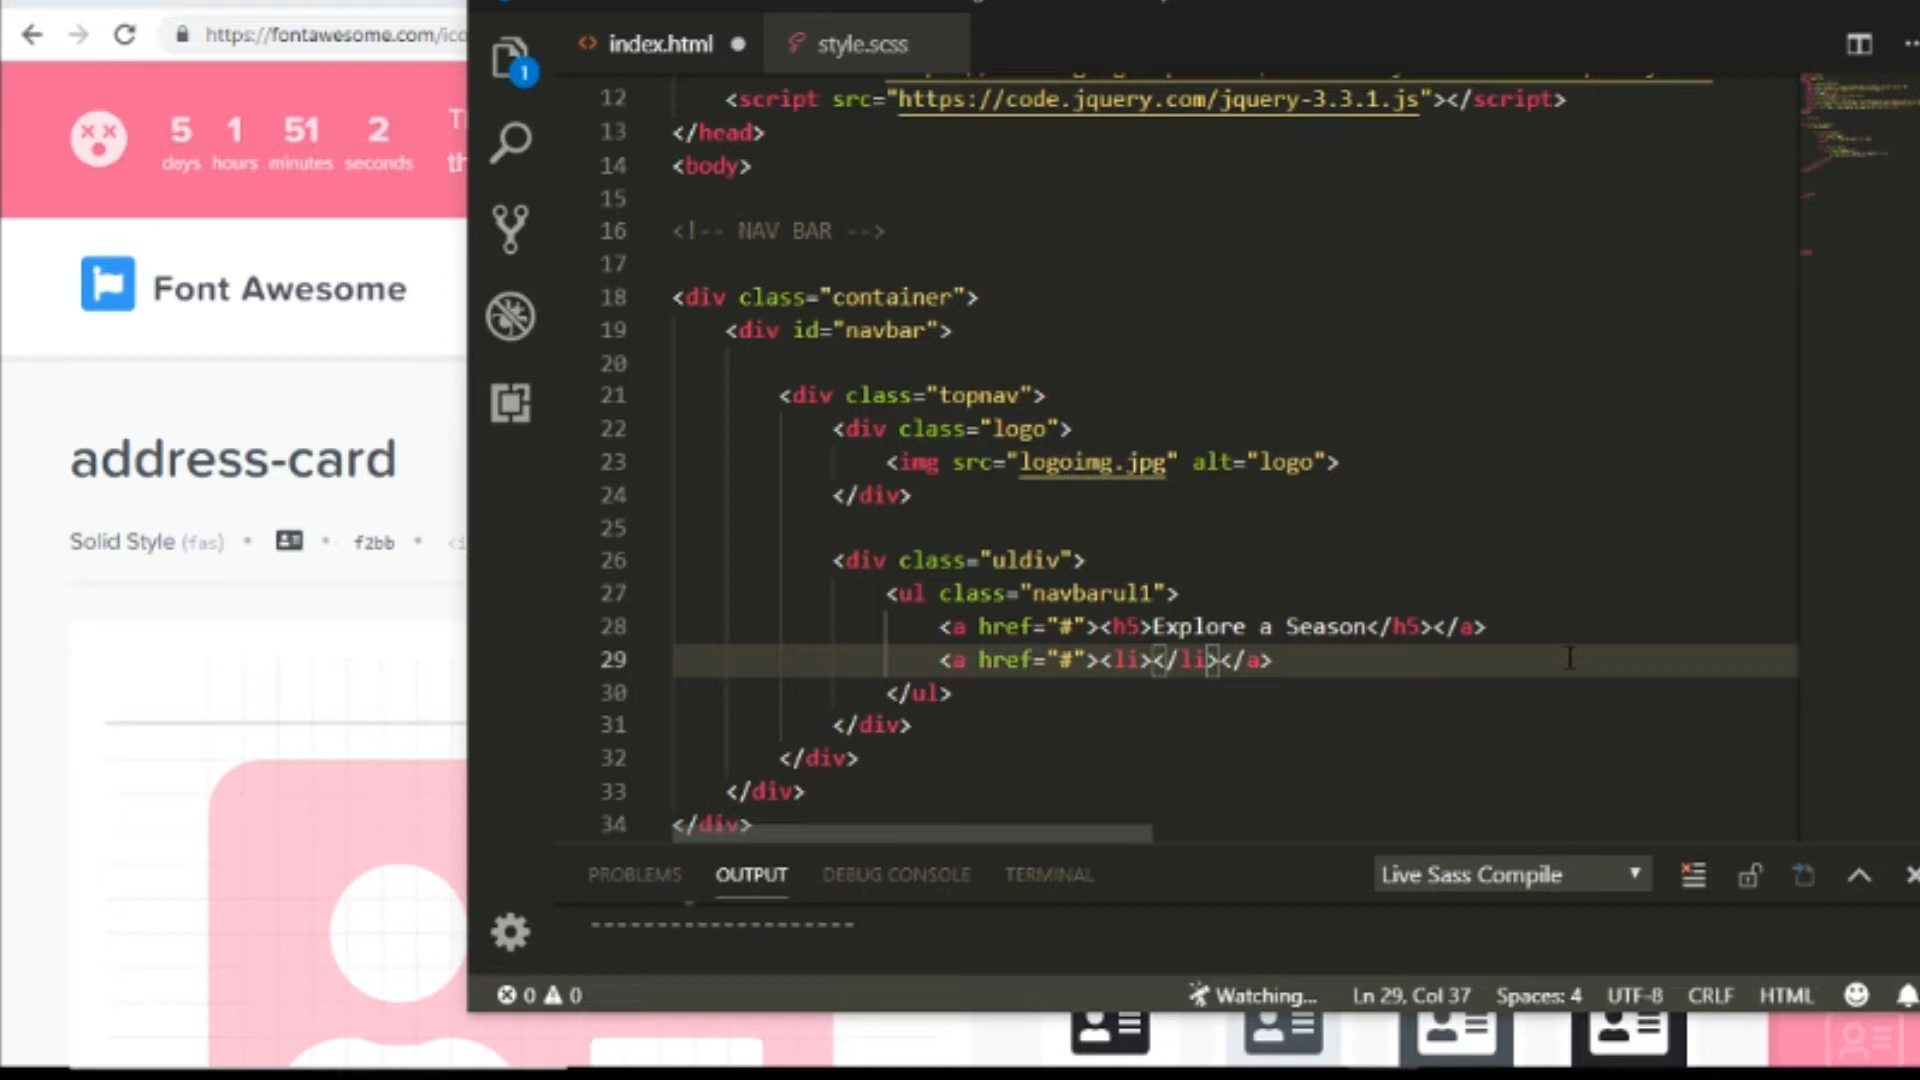 https://fontawesome.com/ico
5 1 51 2
days hours minutes seconds
Font Awesome
address-card
Solid Style (fas) • • f2bb • <i
1
index.html ● style.scss
12 <script src="https://code.jquery.com/jquery-3.3.1.js"></script>
13 </head>
14 <body>
15
16 <!-- NAV BAR -->
17
18 <div class="container">
19 <div id="navbar">
20
21 <div class="topnav">
22 <div class="logo">
23 <img src="logoimg.jpg" alt="logo">
24 </div>
25
26 <div class="uldiv">
27 <ul class="navbarul1">
28 <a href="#"><h5>Explore a Season</h5></a>
29 <a href="#"><li></li></a>
30 </ul>
31 </div>
32 </div>
33 </div>
34 </div>
PROBLEMS OUTPUT DEBUG CONSOLE TERMINAL Live Sass Compile
--------------------
0 0 Watching... Ln 29, Col 37 Spaces: 4 UTF-8 CRLF HTML